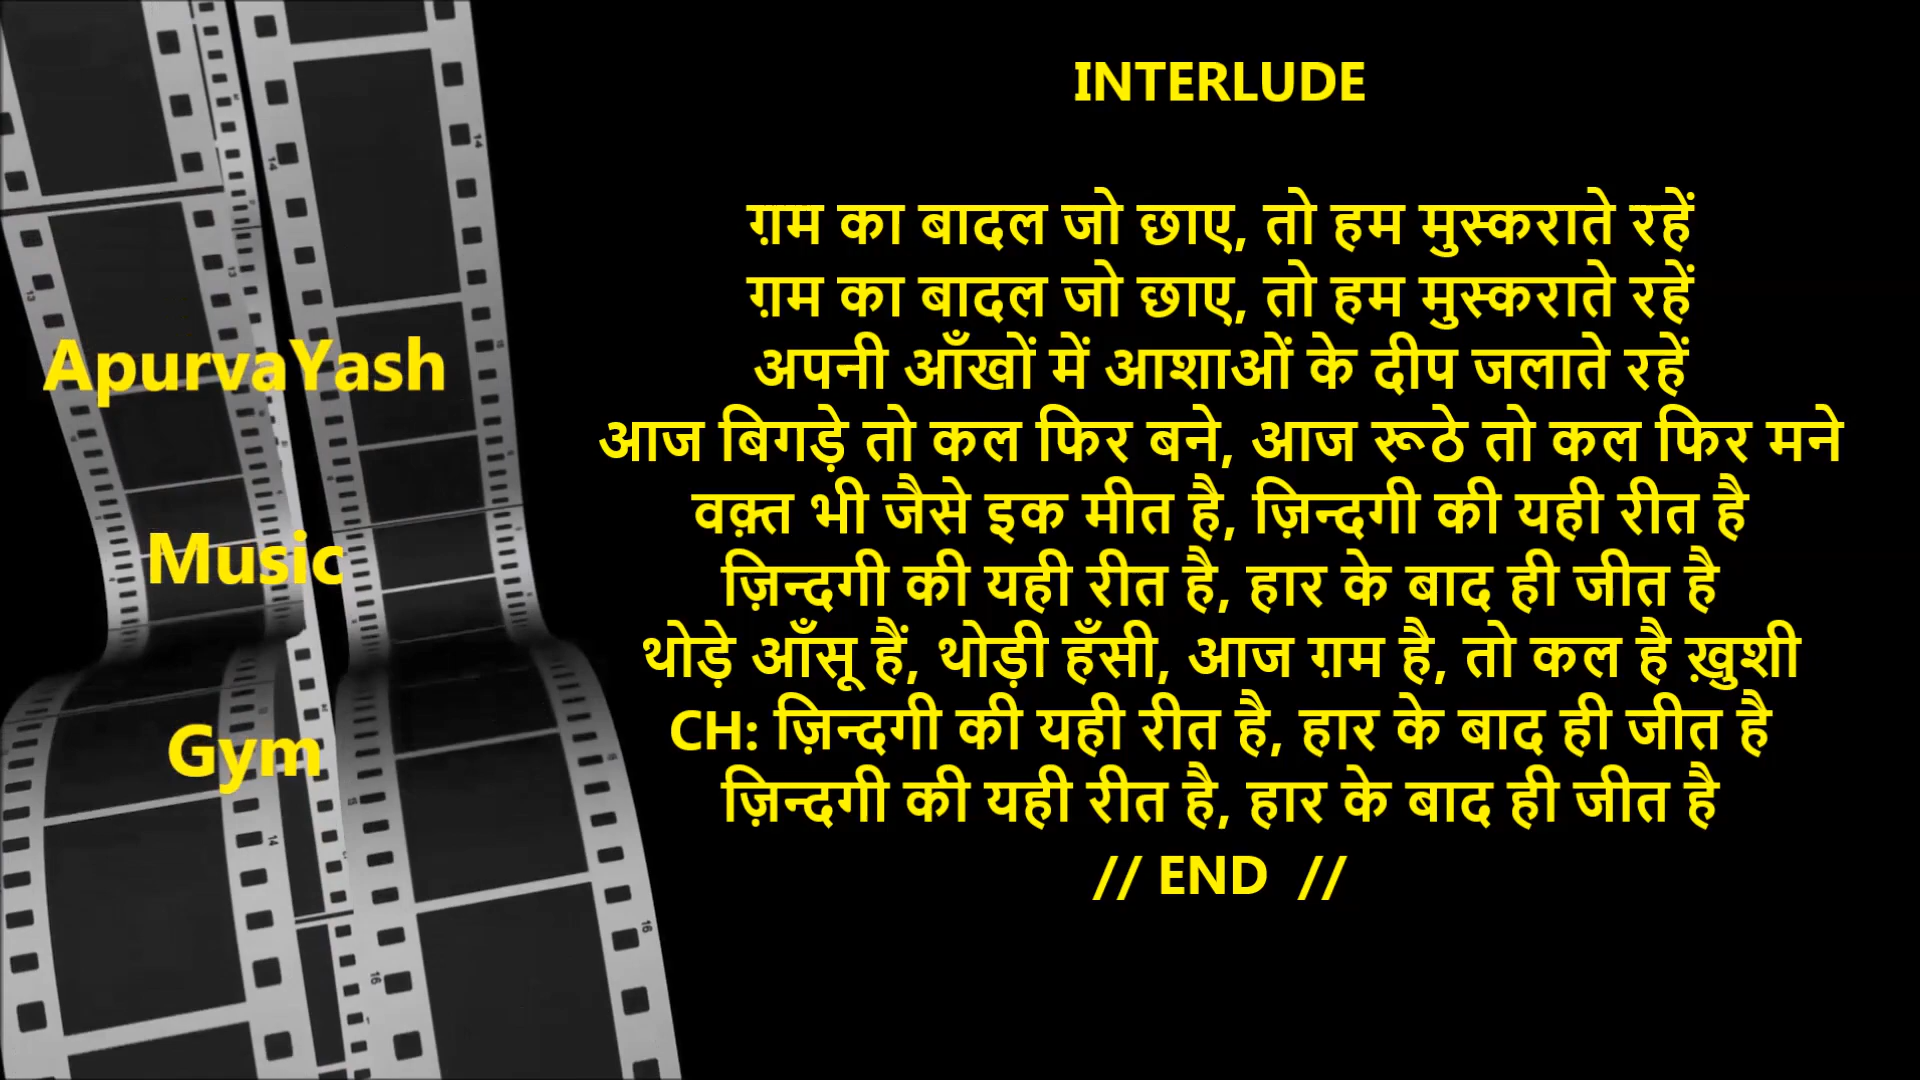 ApurvaYash
Music
Gym
INTERLUDE
ग़म का बादल जो छाए, तो हम मुस्कराते रहें
ग़म का बादल जो छाए, तो हम मुस्कराते रहें
अपनी आँखों में आशाओं के दीप जलाते रहें
आज बिगड़े तो कल फिर बने, आज रूठे तो कल फिर मने
वक़्त भी जैसे इक मीत है, ज़िन्दगी की यही रीत है
ज़िन्दगी की यही रीत है, हार के बाद ही जीत है
थोड़े आँसू हैं, थोड़ी हँसी, आज ग़म है, तो कल है ख़ुशी
CH: ज़िन्दगी की यही रीत है, हार के बाद ही जीत है
ज़िन्दगी की यही रीत है, हार के बाद ही जीत है
// END //